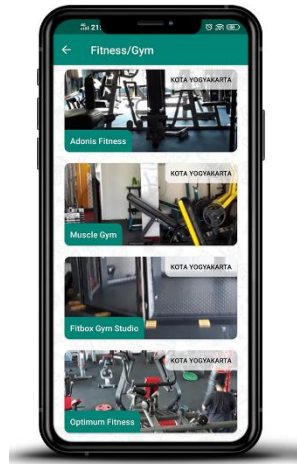 21:
Fitness/Gym
KOTA YOGYAKARTA
Adonis Fitness
KOTA YOGYAKARTA
Muscle Gym
KOTA YOGYAKARTA
Fitbox Gym Studio
KOTA YOGYAKARTA
Optimum Fitness